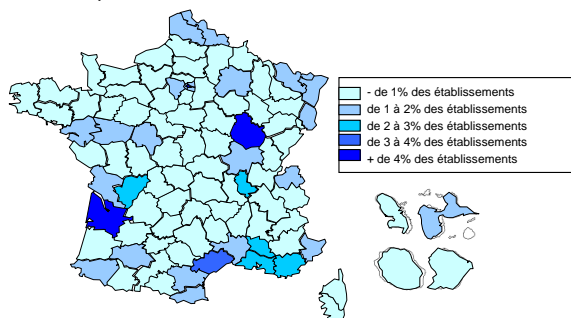 - de 1% des établissements
de 1 à 2% des établissements
de 2 à 3% des établissements
de 3 à 4% des établissements
+ de 4% des établissements